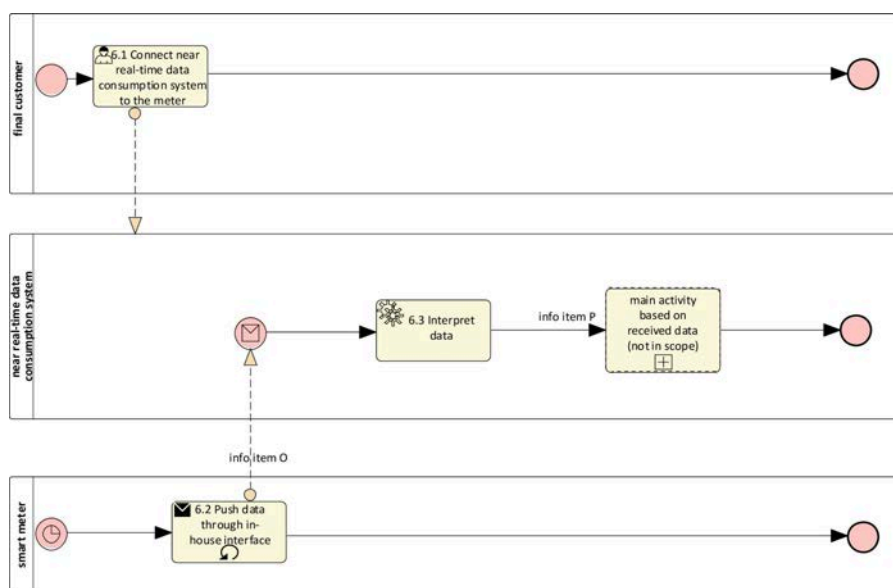 final customer
6.1 Connect near
real-time data
consumption system
to the meter
near real-time data
consumption system
6.3 Interpret
data
info item P
main activity
based on
received data
(not in scope)
info item O
smart meter
6.2 Push data
through in-
house interface